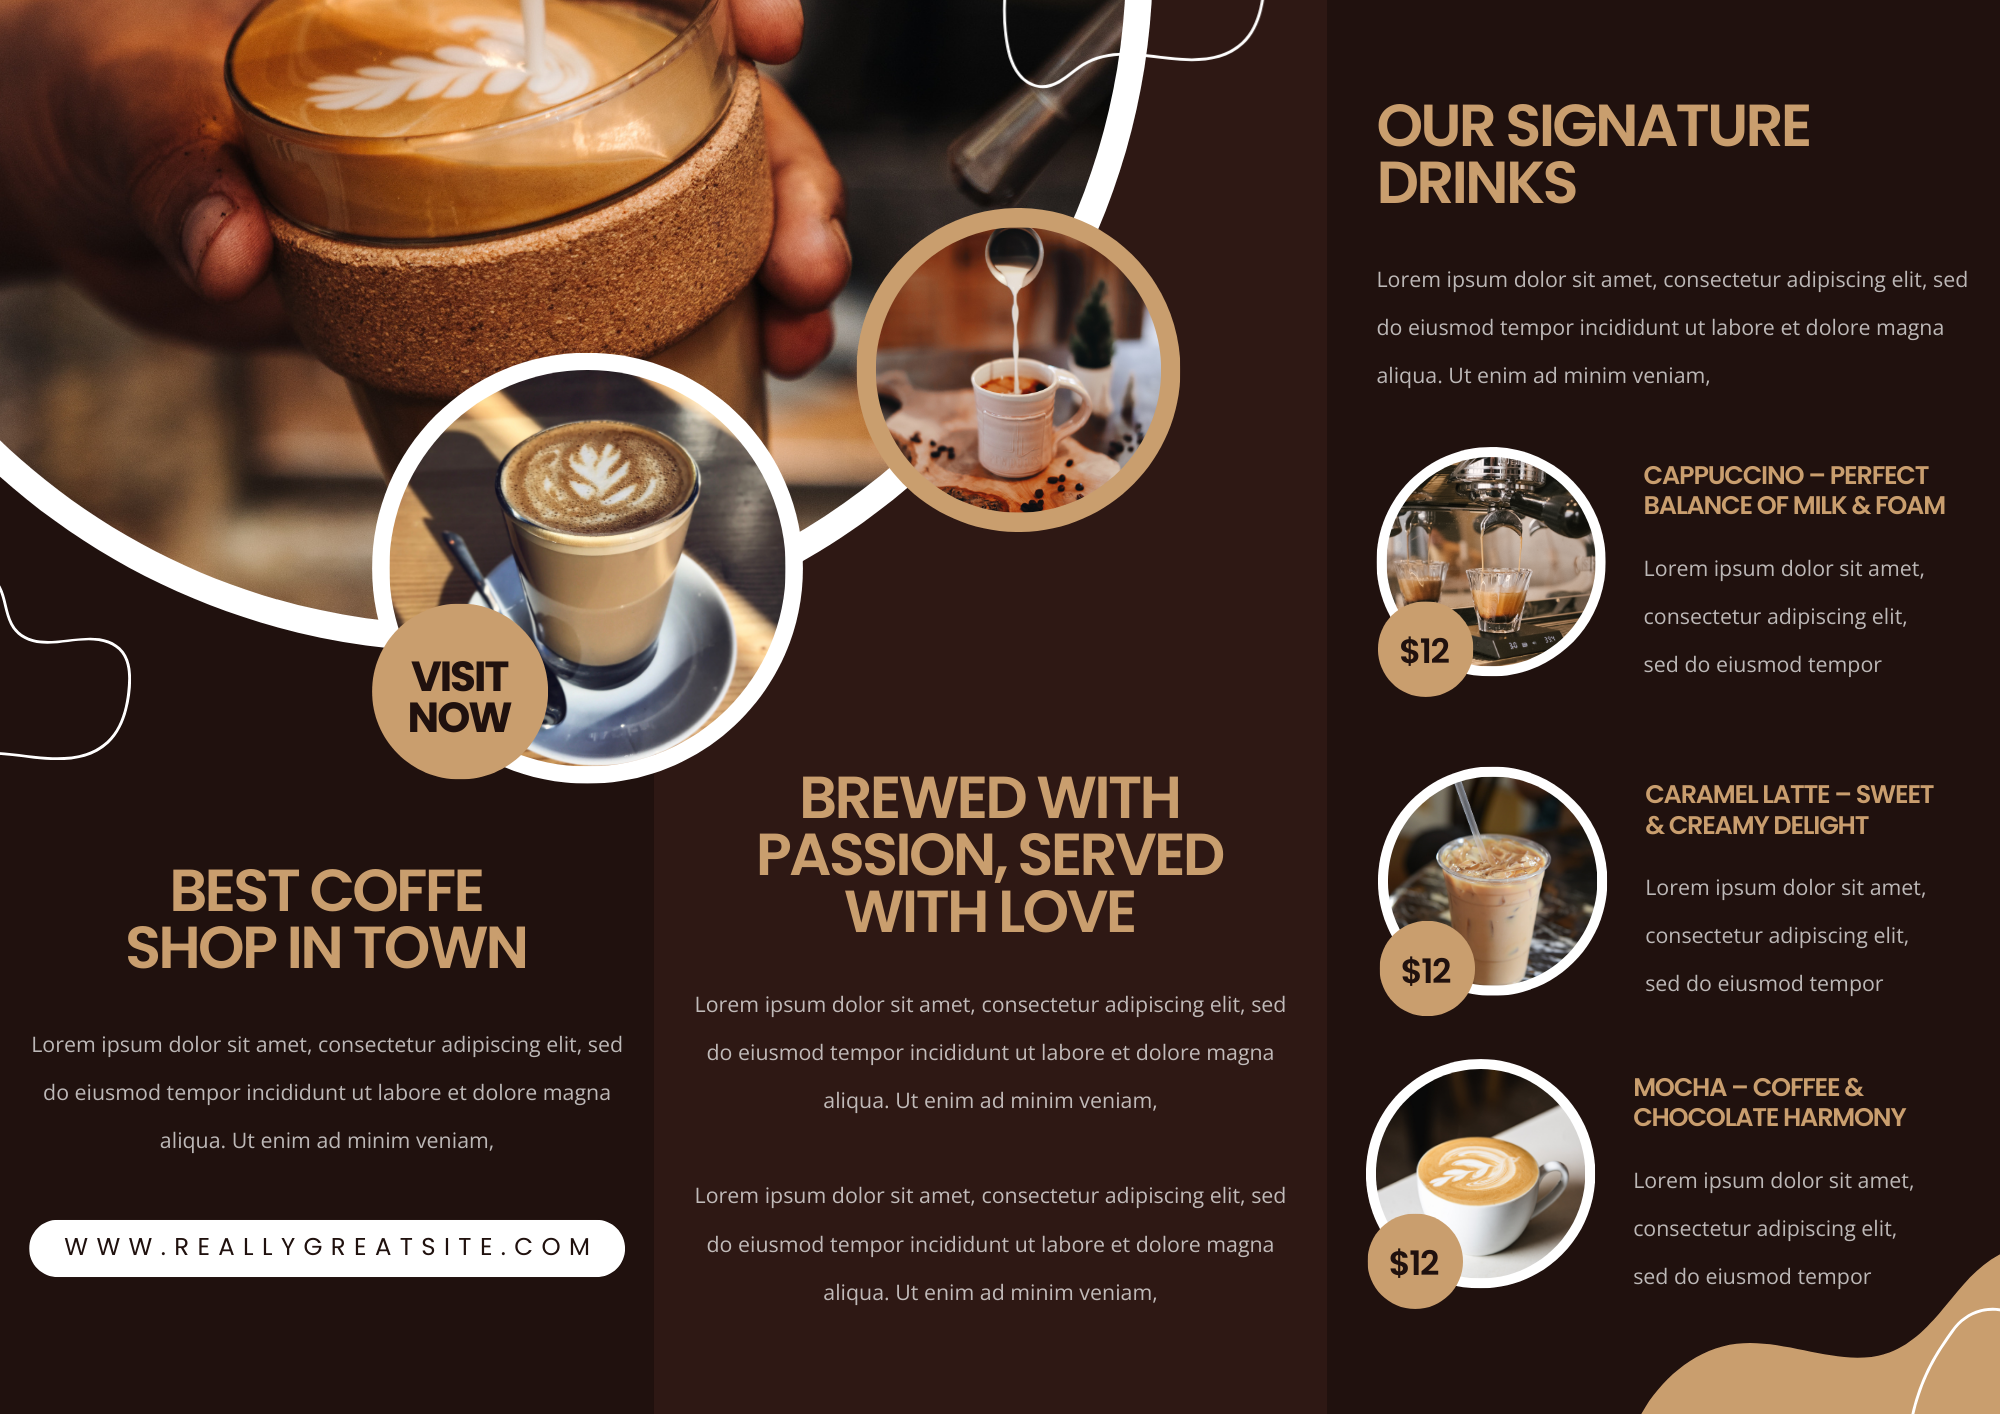 VISIT
NOW
BEST COFFE
SHOP IN TOWN
Lorem ipsum dolor sit amet, consectetur adipiscing elit, sed
do eiusmod tempor incididunt ut labore et dolore magna
aliqua. Ut enim ad minim veniam,
WWW.REALLYGREATSITE.COM
BREWED WITH
PASSION, SERVED
WITH LOVE
Lorem ipsum dolor sit amet, consectetur adipiscing elit, sed
do eiusmod tempor incididunt ut labore et dolore magna
aliqua. Ut enim ad minim veniam,
Lorem ipsum dolor sit amet, consectetur adipiscing elit, sed
do eiusmod tempor incididunt ut labore et dolore magna
aliqua. Ut enim ad minim veniam,
OUR SIGNATURE
DRINKS
Lorem ipsum dolor sit amet, consectetur adipiscing elit, sed
do eiusmod tempor incididunt ut labore et dolore magna
aliqua. Ut enim ad minim veniam,
$12
CAPPUCCINO – PERFECT
BALANCE OF MILK & FOAM
Lorem ipsum dolor sit amet,
consectetur adipiscing elit,
sed do eiusmod tempor
$12
CARAMEL LATTE – SWEET
& CREAMY DELIGHT
Lorem ipsum dolor sit amet,
consectetur adipiscing elit,
sed do eiusmod tempor
$12
MOCHA – COFFEE &
CHOCOLATE HARMONY
Lorem ipsum dolor sit amet,
consectetur adipiscing elit,
sed do eiusmod tempor